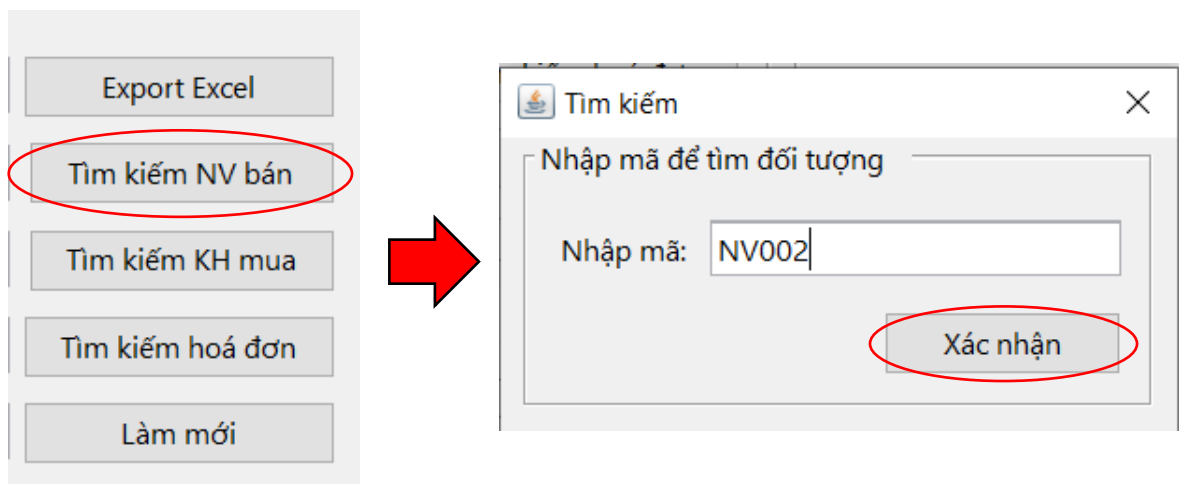 Export Excel
Tìm kiếm NV bán
Tìm kiếm KH mua
Tìm kiếm hoá đơn
Làm mới
Tìm kiếm
Nhập mã để tìm đối tượng
Nhập mã: NV002
Xác nhận